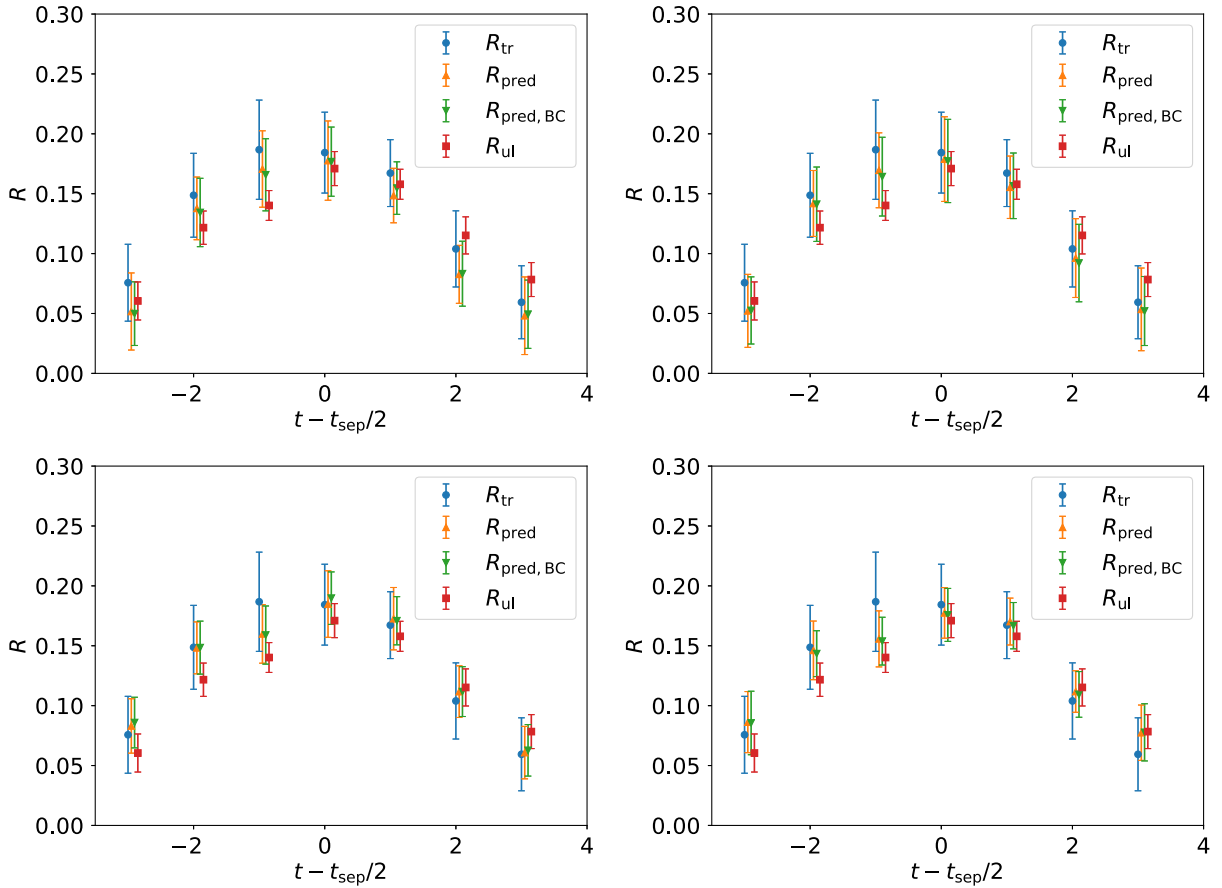 0.30
0.25
0.20
0.15
0.10
0.05
0.00
R
−2
0
2
4
t − t_sep/2
R_tr
R_pred
R_pred, BC
R_ul
0.30
0.25
0.20
0.15
0.10
0.05
0.00
R
−2
0
2
4
t − t_sep/2
R_tr
R_pred
R_pred, BC
R_ul
0.30
0.25
0.20
0.15
0.10
0.05
0.00
R
−2
0
2
4
t − t_sep/2
R_tr
R_pred
R_pred, BC
R_ul
0.30
0.25
0.20
0.15
0.10
0.05
0.00
R
−2
0
2
4
t − t_sep/2
R_tr
R_pred
R_pred, BC
R_ul